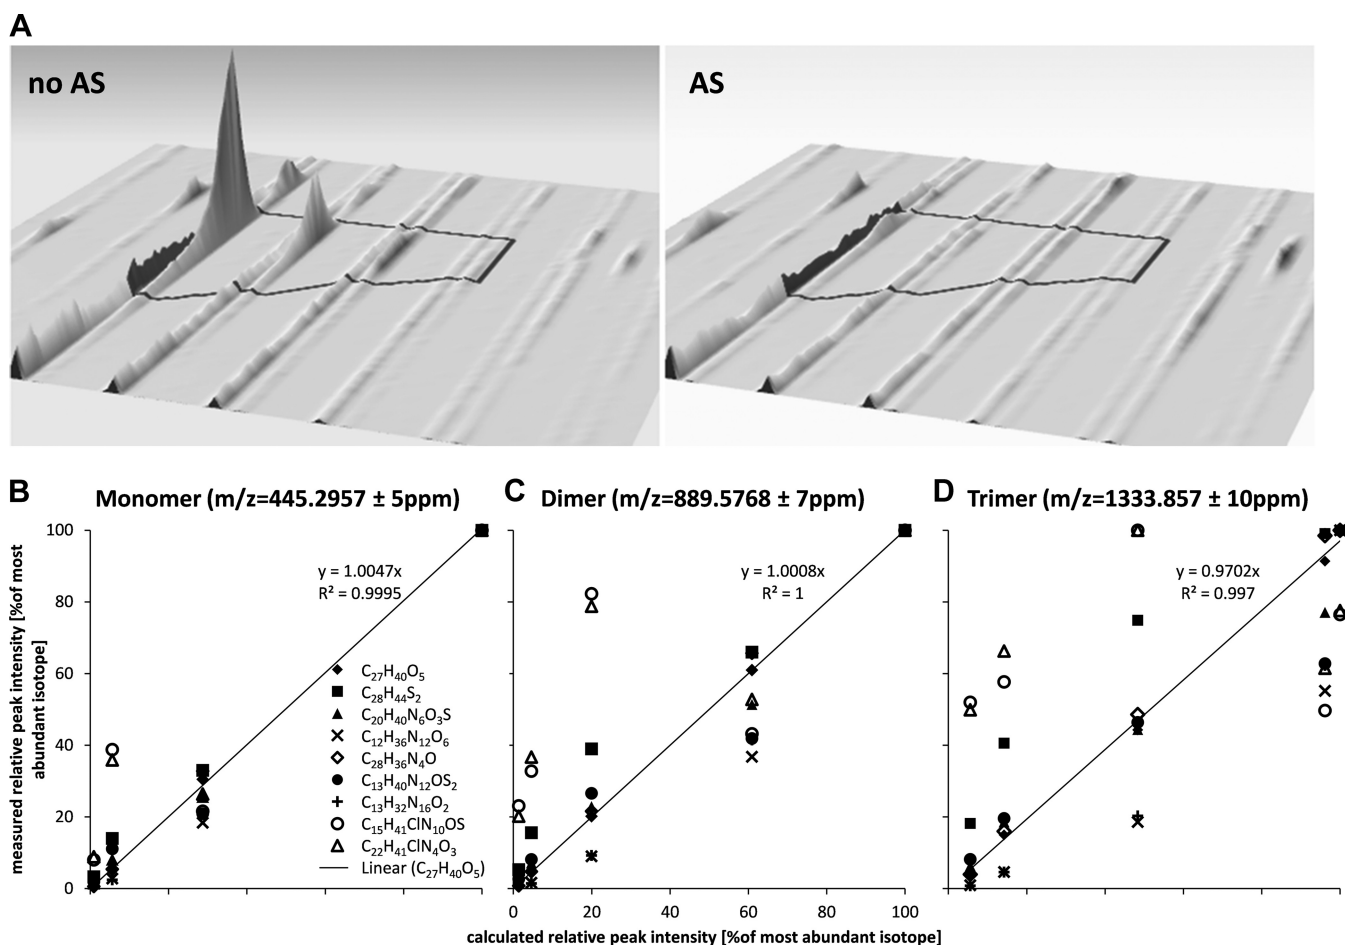 A
no AS
AS
B
Monomer (m/z=445.2957 ± 5ppm)
C
Dimer (m/z=889.5768 ± 7ppm)
D
Trimer (m/z=1333.857 ± 10ppm)
measured relative peak intensity [%of most
abundant isotope]
100
80
60
40
20
0
y = 1.0047x
R² = 0.9995
C₂₇H₄₀O₅
C₂₈H₄₄S₂
C₂₀H₄₀N₆O₃S
C₁₂H₃₆N₁₂O₆
C₂₈H₃₆N₄O
C₁₃H₄₀N₁₂OS₂
C₁₃H₃₂N₁₆O₂
C₁₅H₄₁ClN₁₀OS
C₂₂H₄₁ClN₄O₃
Linear (C₂₇H₄₀O₅)
y = 1.0008x
R² = 1
0 20 40 60 80 100
y = 0.9702x
R² = 0.997
calculated relative peak intensity [%of most abundant isotope]